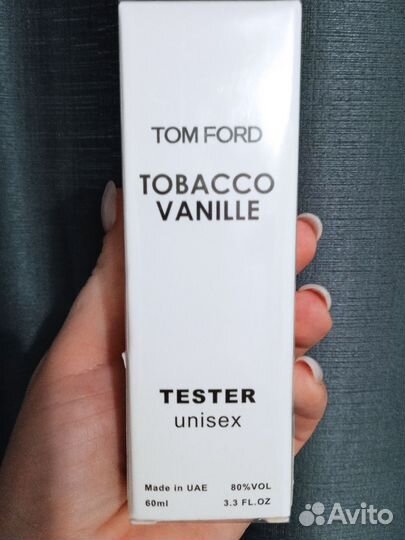 TOM FORD
TOBACCO
VANILLE
TESTER
unisex
Made in UAE 80%VOL
60ml 3.3 FL.OZ
Avito